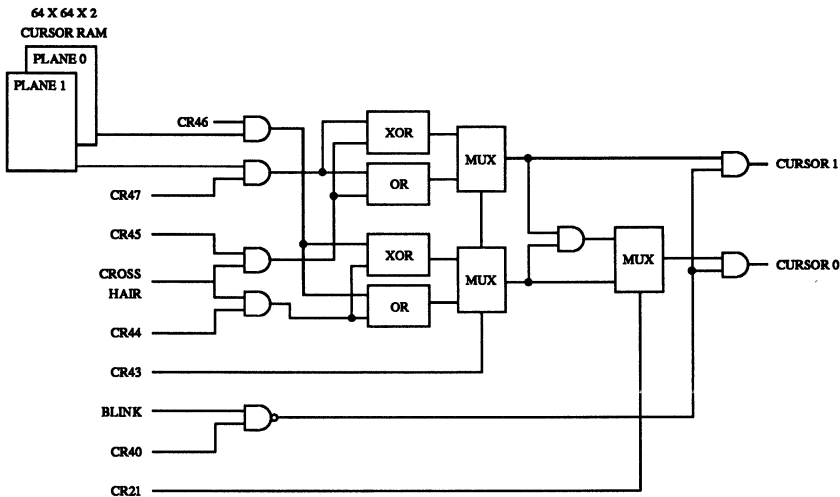 64 X 64 X 2
CURSOR RAM
PLANE 0
PLANE 1
CR46
XOR
MUX
CURSOR 1
OR
CR47
CR45
XOR
MUX
MUX
CURSOR 0
CROSS
HAIR
OR
CR44
CR43
BLINK
CR40
CR21